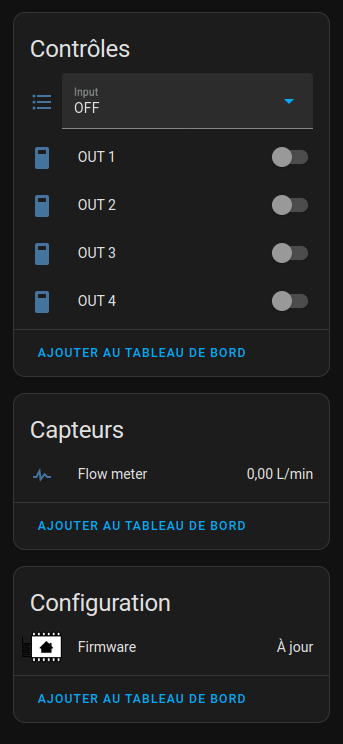 Contrôles
Input
OFF
OUT 1
OUT 2
OUT 3
OUT 4
AJOUTER AU TABLEAU DE BORD
Capteurs
Flow meter 0,00 L/min
AJOUTER AU TABLEAU DE BORD
Configuration
Firmware À jour
AJOUTER AU TABLEAU DE BORD